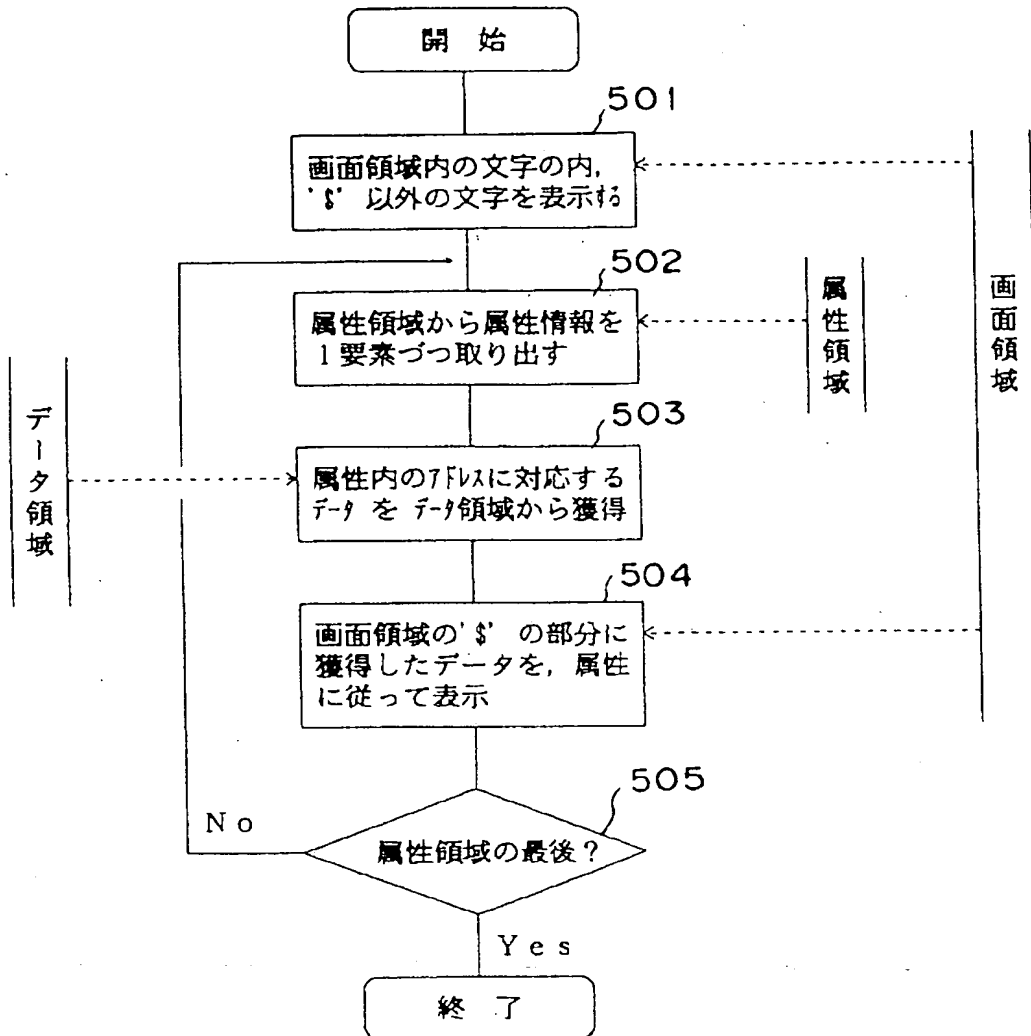 開始
501
画面領域内の文字の内,
'$' 以外の文字を表示する
502
属性領域から属性情報を
1要素づつ取り出す
属性領域
画面領域
データ領域
503
属性内のｱﾄﾞﾚｽに対応する
ﾃﾞｰﾀ を ﾃﾞｰﾀ領域から獲得
504
画面領域の'$' の部分に
獲得したデータを, 属性
に従って表示
505
属性領域の最後？
No
Yes
終了